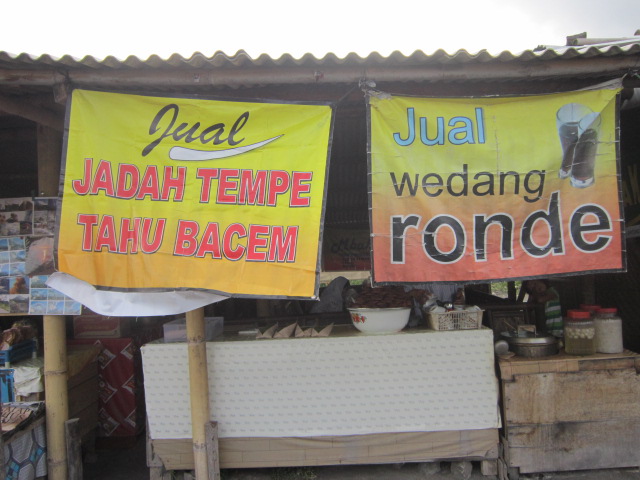 Jual
JADAH TEMPE
TAHU BACEM
Jual
wedang
ronde